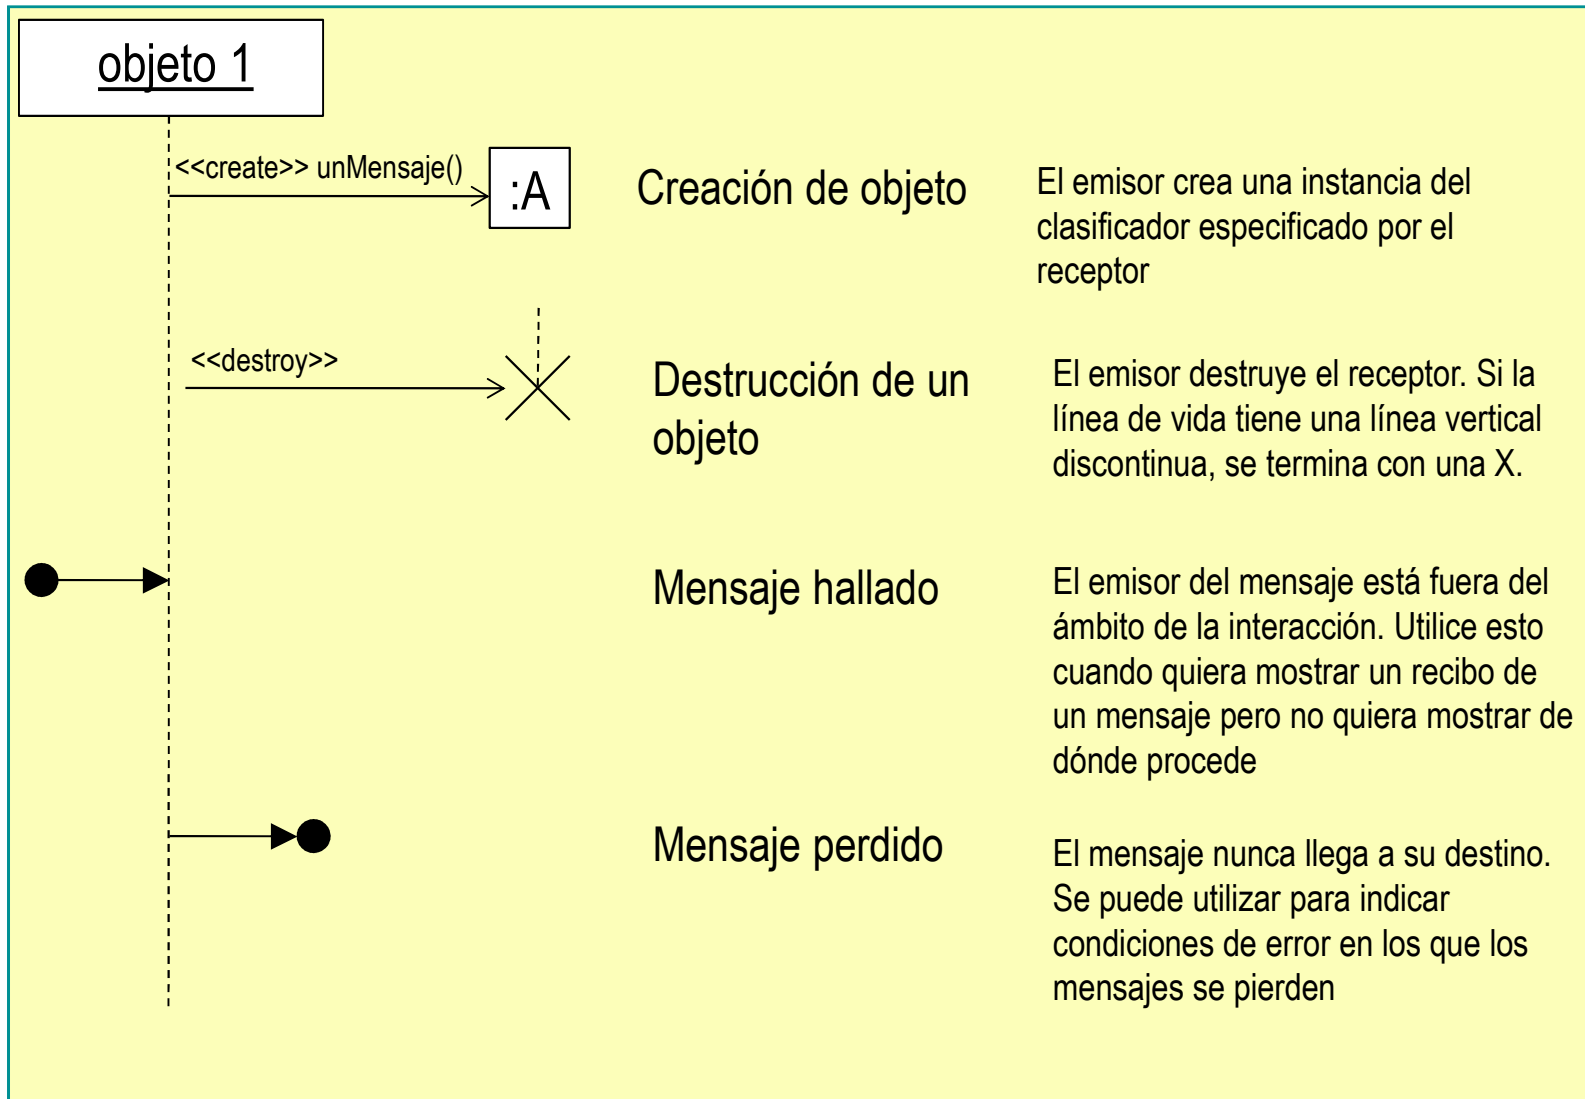 objeto 1
<<create>> unMensaje()
:A
Creación de objeto
El emisor crea una instancia del
clasificador especificado por el
receptor
<<destroy>>
Destrucción de un
objeto
El emisor destruye el receptor. Si la
línea de vida tiene una línea vertical
discontinua, se termina con una X.
Mensaje hallado
El emisor del mensaje está fuera del
ámbito de la interacción. Utilice esto
cuando quiera mostrar un recibo de
un mensaje pero no quiera mostrar de
dónde procede
Mensaje perdido
El mensaje nunca llega a su destino.
Se puede utilizar para indicar
condiciones de error en los que los
mensajes se pierden